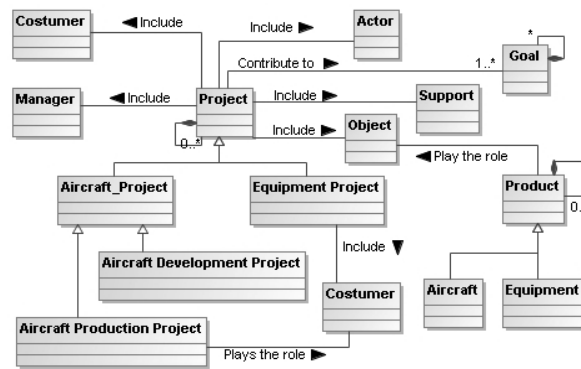 Costumer
Include
Include
Actor
*
Goal
Contribute to
1..*
Manager
Include
Project
Include
Support
Include
Object
0..*
Play the role
Aircraft_Project
Equipment Project
Product
0..
Include
Aircraft Development Project
Costumer
Aircraft
Equipment
Aircraft Production Project
Plays the role